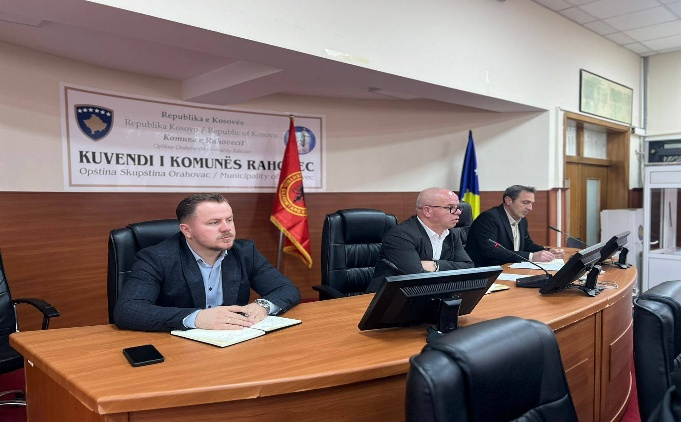 Republika e Kosovës
Republika Kosovo / Republic of Kosovo
Komuna e Rahovecit
KUVENDI I KOMUNËS RAHOVEC
Opština Skupština Orahovac / Municipality of